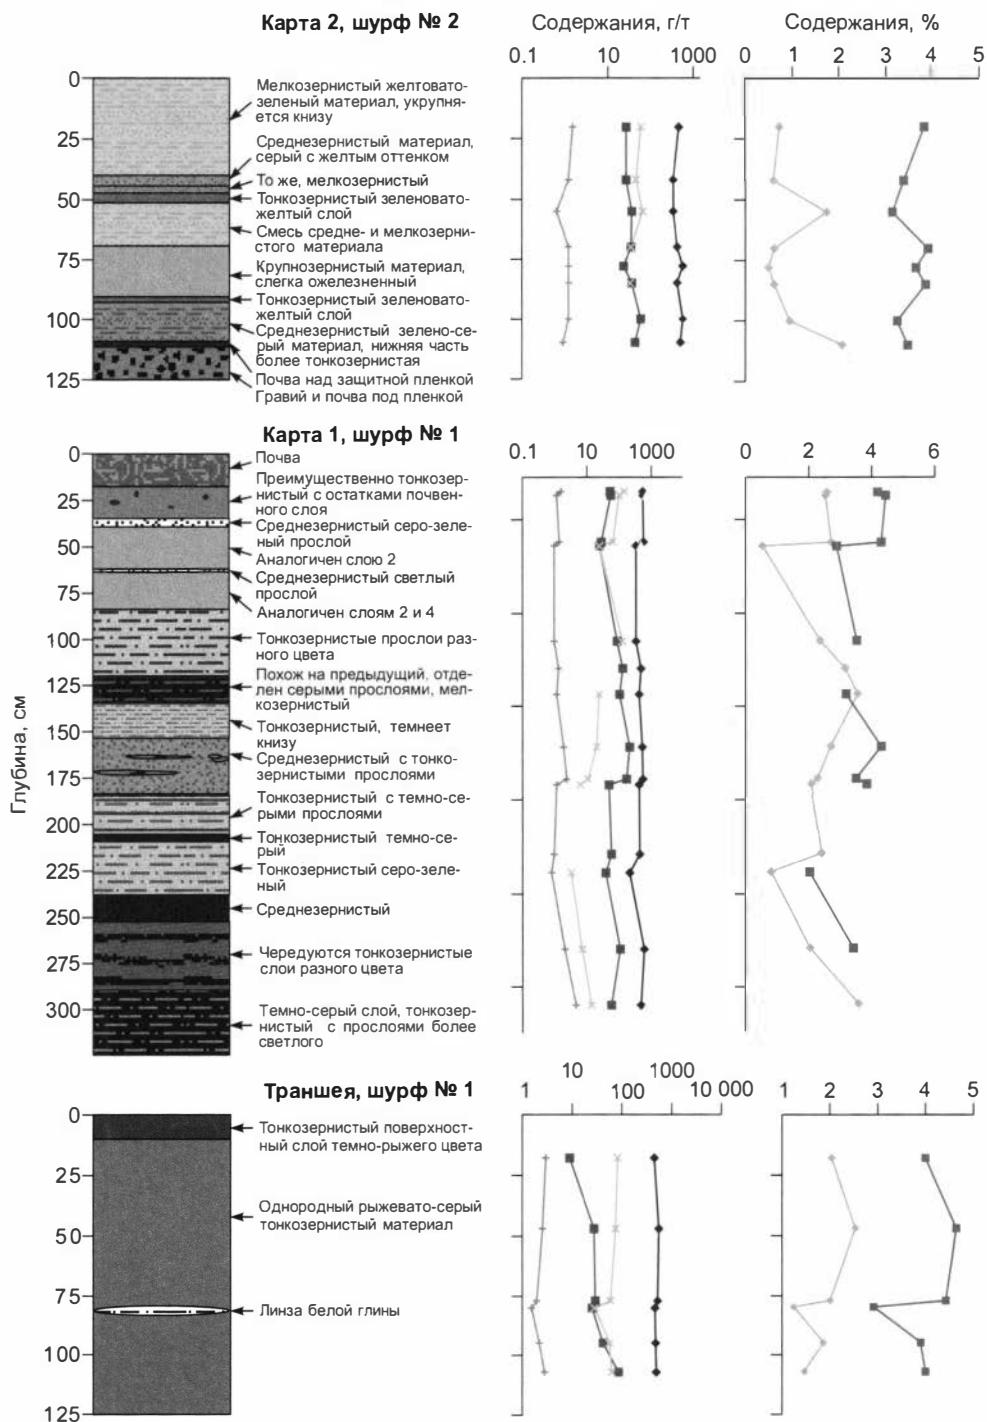 Карта 2, шурф № 2
Содержания, г/т
Содержания, %
0.1 10 1000
0 1 2 3 4 5
0
25
50
75
100
125
Мелкозернистый желтовато-
зеленый материал, укрупня-
ется книзу
Среднезернистый материал,
серый с желтым оттенком
То же, мелкозернистый
Тонкозернистый зеленовато-
желтый слой
Смесь средне- и мелкозерни-
стого материала
Крупнозернистый материал,
слегка ожелезненный
Тонкозернистый зеленовато-
желтый слой
Среднезернистый зелено-се-
рый материал, нижняя часть
более тонкозернистая
Почва над защитной пленкой
Гравий и почва под пленкой
Карта 1, шурф № 1
0.1 10 1000
0 2 4 6
Глубина, см
0
25
50
75
100
125
150
175
200
225
250
275
300
Почва
Преимущественно тонкозер-
нистый с остатками почвен-
ного слоя
Среднезернистый серо-зеле-
ный прослой
Аналогичен слою 2
Среднезернистый светлый
прослой
Аналогичен слоям 2 и 4
Тонкозернистые прослои раз-
ного цвета
Похож на предыдущий, отде-
лен серыми прослоями, мел-
козернистый
Тонкозернистый, темнеет
книзу
Среднезернистый с тонко-
зернистыми прослоями
Тонкозернистый с темно-се-
рыми прослоями
Тонкозернистый темно-се-
рый
Тонкозернистый серо-зеле-
ный
Среднезернистый
Чередуются тонкозернистые
слои разного цвета
Темно-серый слой, тонкозер-
нистый с прослоями более
светлого
Траншея, шурф № 1
10 1000
1 100 10 000
1 2 3 4 5
0
25
50
75
100
125
Тонкозернистый поверхност-
ный слой темно-рыжего цвета
Однородный рыжевато-серый
тонкозернистый материал
Линза белой глины